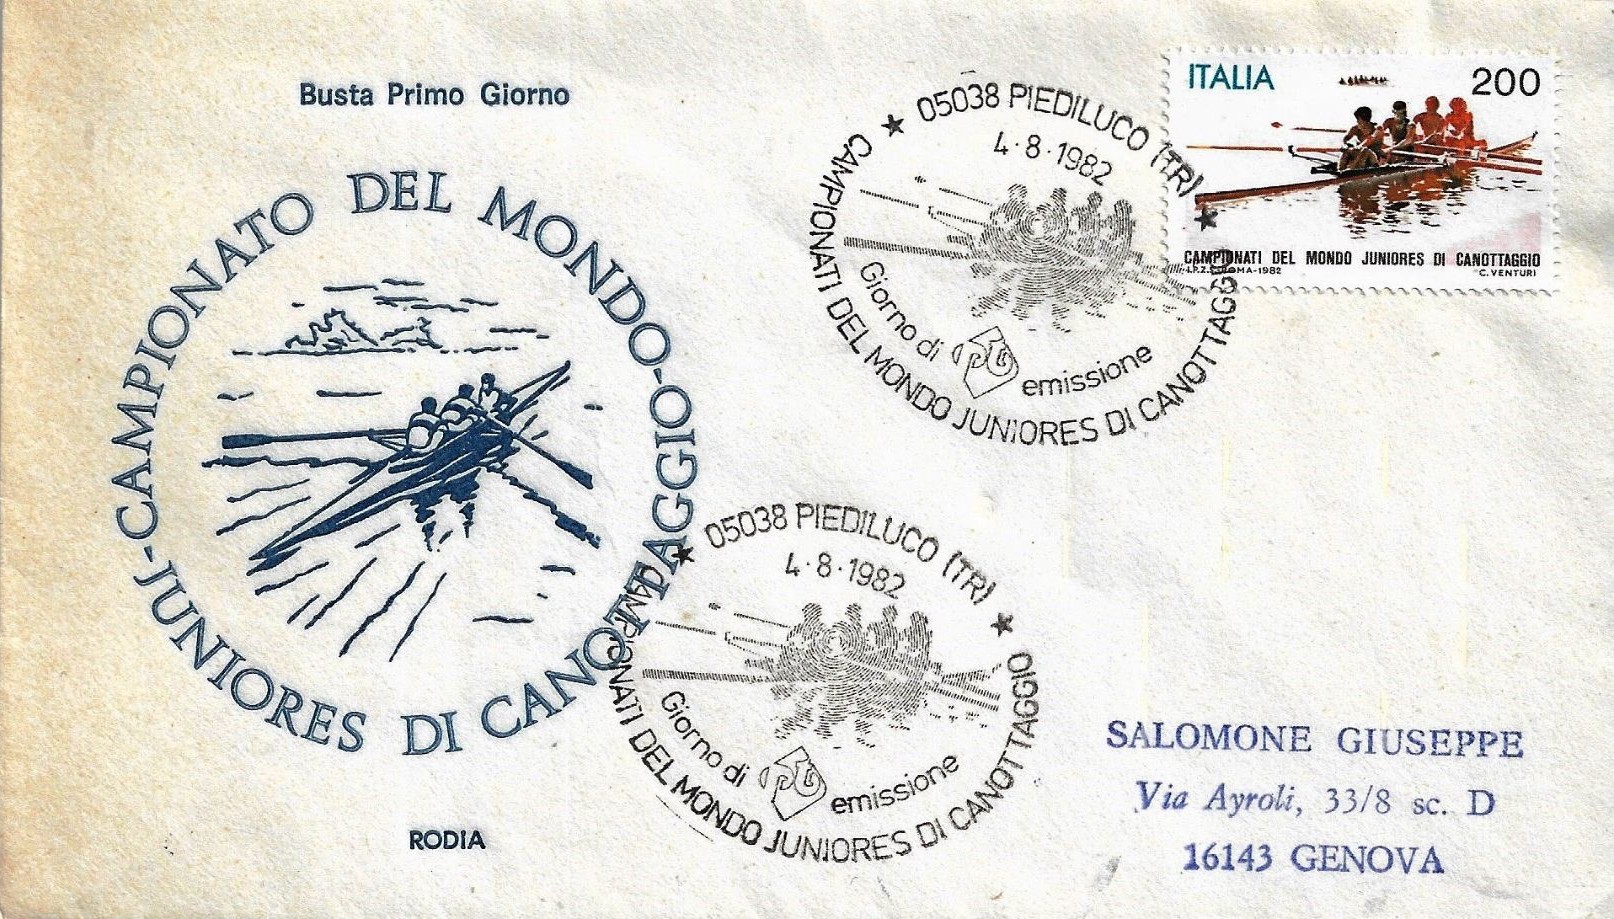 Busta Primo Giorno
-CAMPIONATO DEL MONDO-
-JUNIORES DI CANOTTAGGIO
RODIA
★ 05038 PIEDILUCO (TR) ★
4·8·1982
Giorno di emissione
CAMPIONATI DEL MONDO JUNIORES DI CANOTTAGGIO
ITALIA 200
CAMPIONATI DEL MONDO JUNIORES DI CANOTTAGGIO
I.P.Z.S. ROMA-1982 C. VENTURI
★ 05038 PIEDILUCO (TR) ★
4·8·1982
Giorno di emissione
CAMPIONATI DEL MONDO JUNIORES DI CANOTTAGGIO
SALOMONE GIUSEPPE
Via Ayroli, 33/8 sc. D
16143 GENOVA